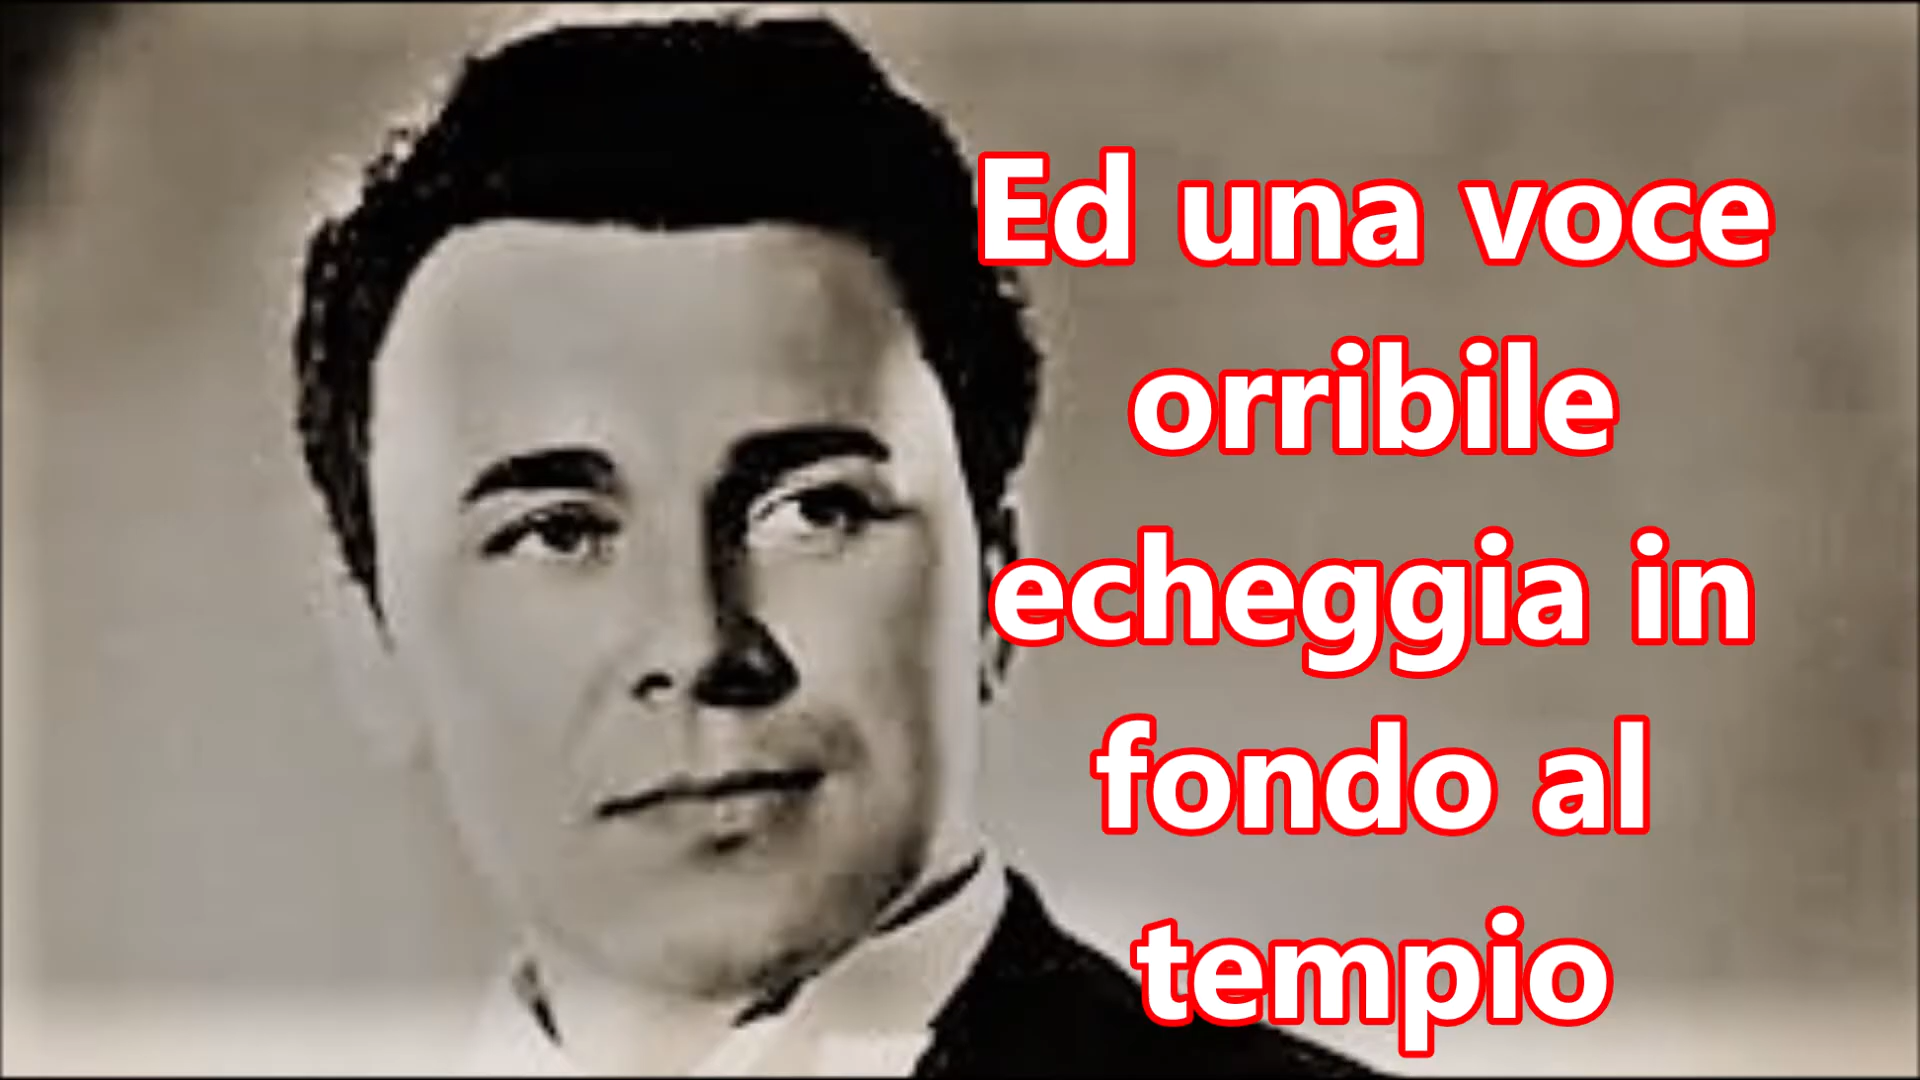 Ed una voce
orribile
echeggia in
fondo al
tempio